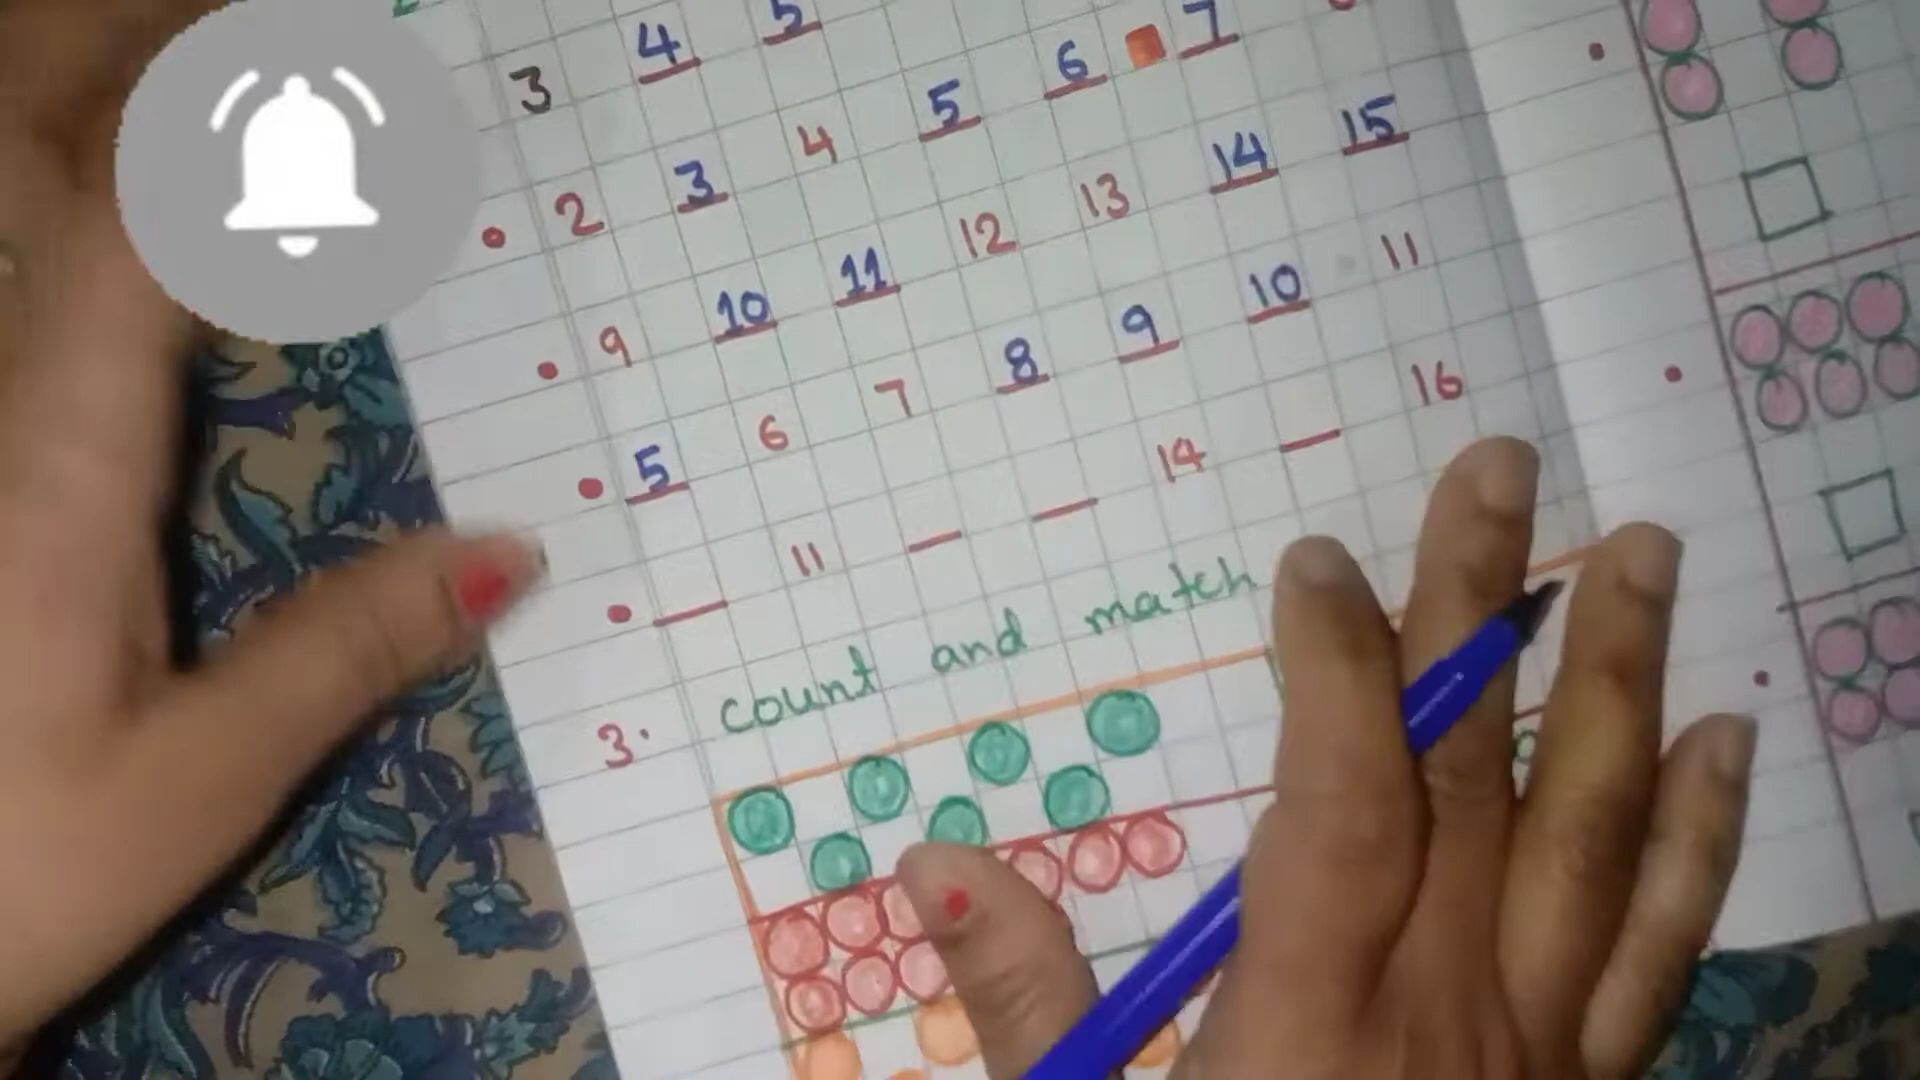 3 4 5
2 3 4 5 6 7
9 10 11 12 13 14 15
5 6 7 8 9 10 11
11 14 16
3. count and match